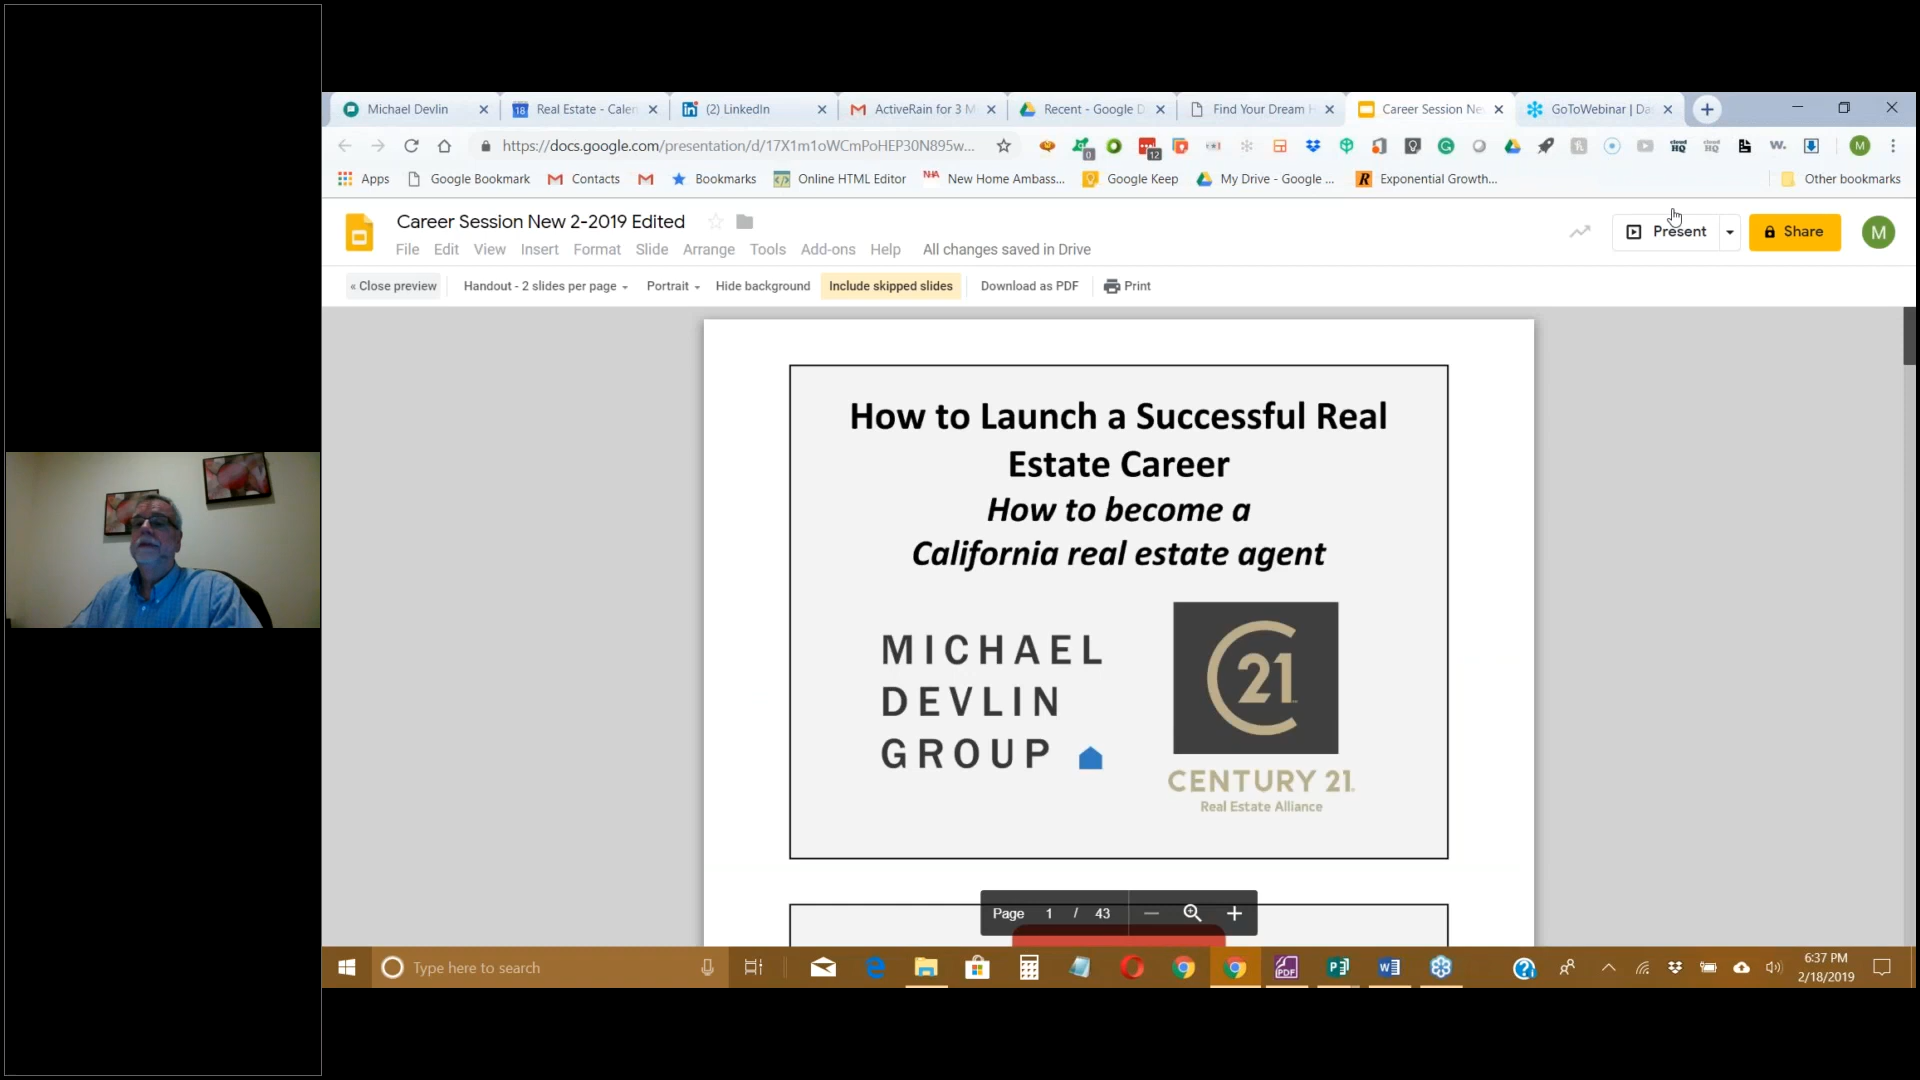 Michael Devlin
18 Real Estate - Calen
(2) LinkedIn
ActiveRain for 3 M
Recent - Google D
Find Your Dream H
Career Session Ne
GoToWebinar | Da
https://docs.google.com/presentation/d/17X1m1oWCmPoHEP30N895w...
0
12
M
Apps
Google Bookmark
Contacts
Bookmarks
Online HTML Editor
NHA New Home Ambass...
Google Keep
My Drive - Google ...
R Exponential Growth...
Other bookmarks
Career Session New 2-2019 Edited
File Edit View Insert Format Slide Arrange Tools Add-ons Help All changes saved in Drive
Present
Share
M
« Close preview
Handout - 2 slides per page
Portrait
Hide background
Include skipped slides
Download as PDF
Print
How to Launch a Successful Real
Estate Career
How to become a
California real estate agent
MICHAEL
DEVLIN
GROUP
C21
CENTURY 21
Real Estate Alliance
Page 1 / 43
Type here to search
6:37 PM
2/18/2019